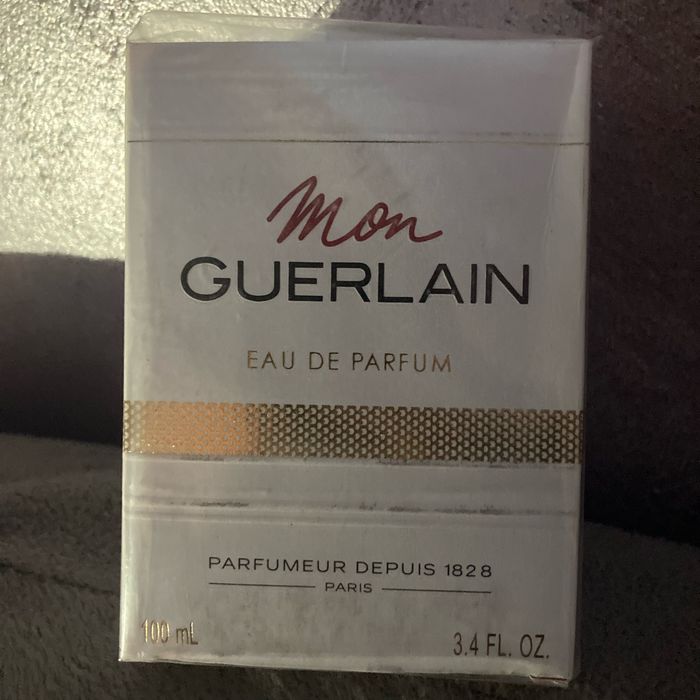 Mon
GUERLAIN
EAU DE PARFUM
PARFUMEUR DEPUIS 1828
PARIS
100 mL 3.4 FL. OZ.